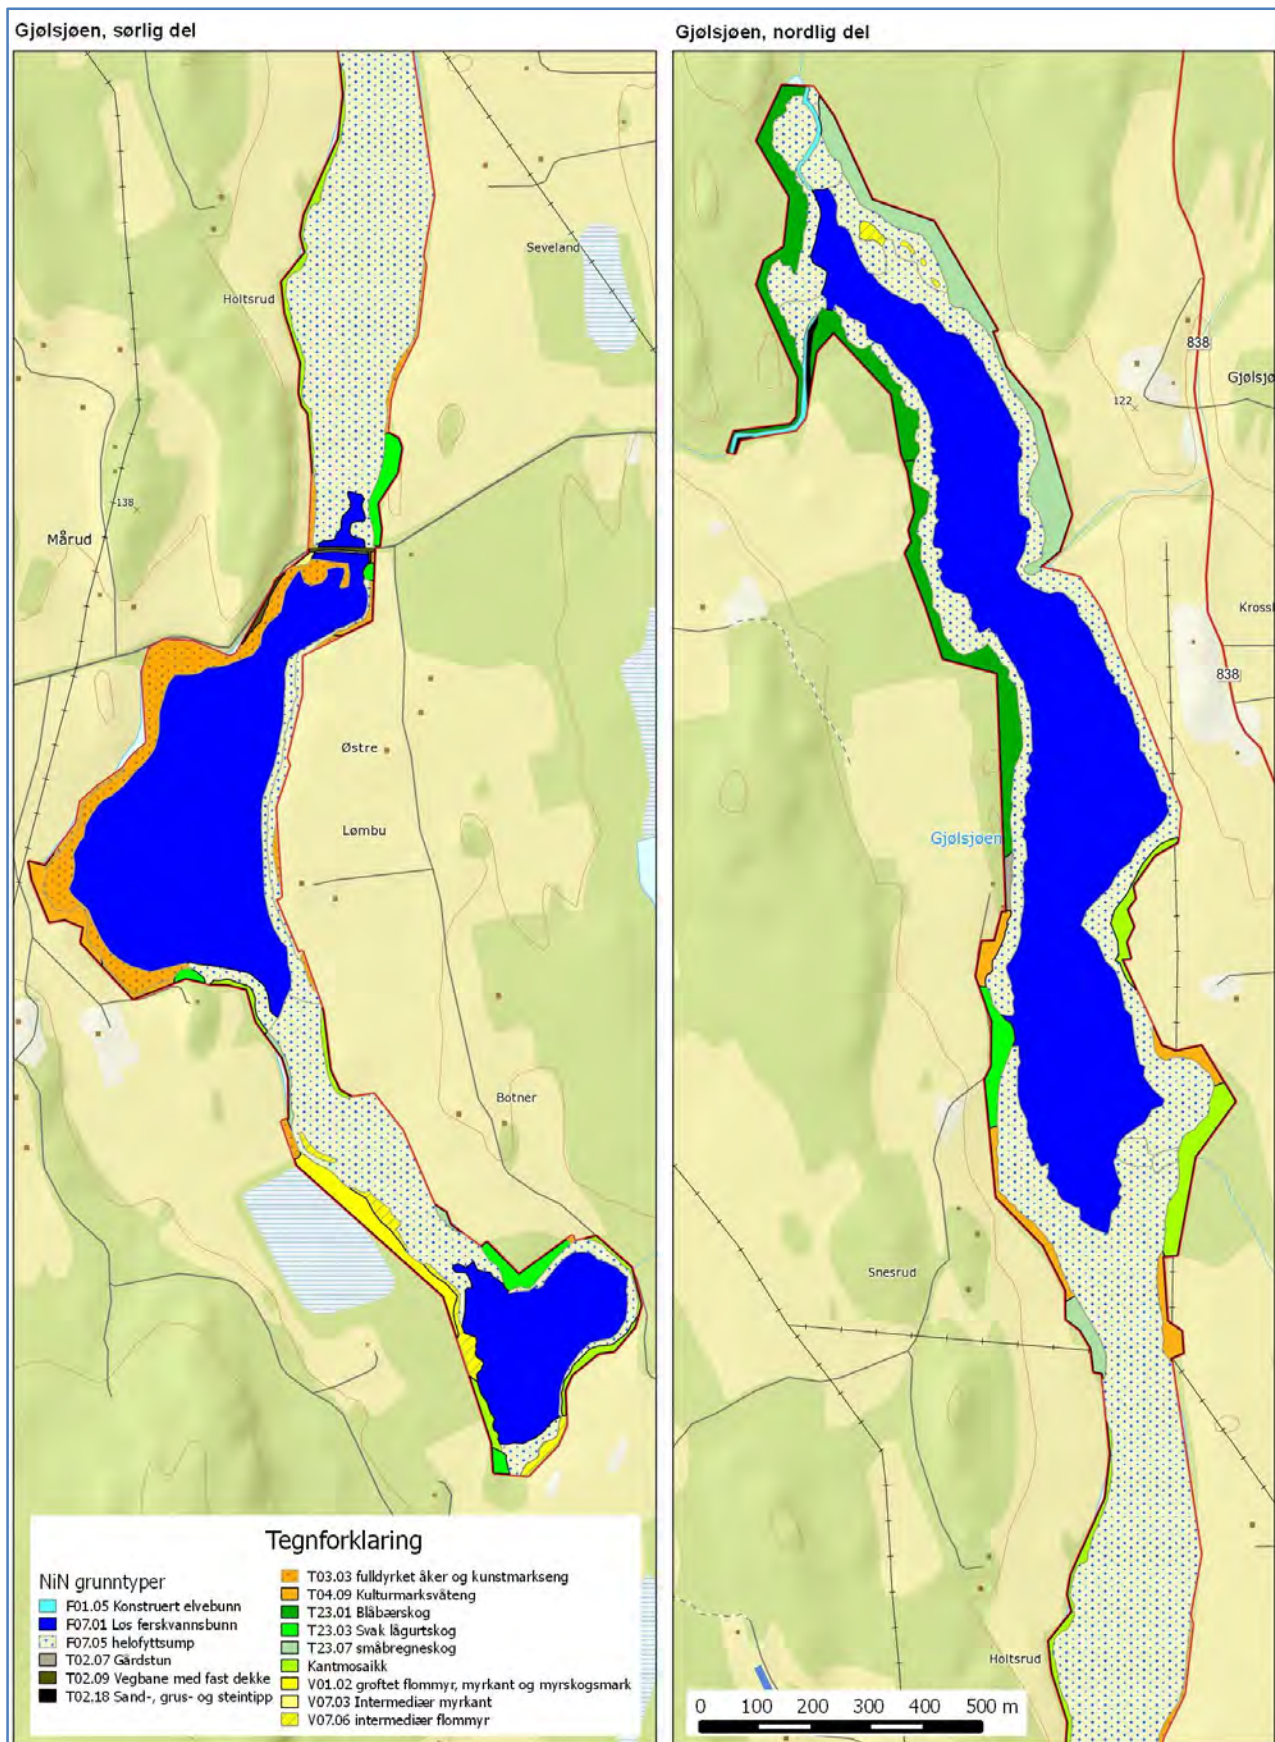 Gjølsjøen, sørlig del
Seveland
Holtsrud
138
Mårud
Østre
Lømbu
Botner
Tegnforklaring
NiN grunntyper
F01.05 Konstruert elvebunn
F07.01 Løs ferskvannsbunn
F07.05 helofyttsump
T02.07 Gårdstun
T02.09 Vegbane med fast dekke
T02.18 Sand-, grus- og steintipp
T03.03 fulldyrket åker og kunstmarkseng
T04.09 Kulturmarksvåteng
T23.01 Blåbærskog
T23.03 Svak lågurtskog
T23.07 småbregneskog
Kantmosaikk
V01.02 grøftet flommyr, myrkant og myrskogsmark
V07.03 Intermediær myrkant
V07.06 intermediær flommyr
Gjølsjøen, nordlig del
838
Gjølsjø
122
Krossl
838
Gjølsjøen
Snesrud
Holtsrud
0 100 200 300 400 500 m